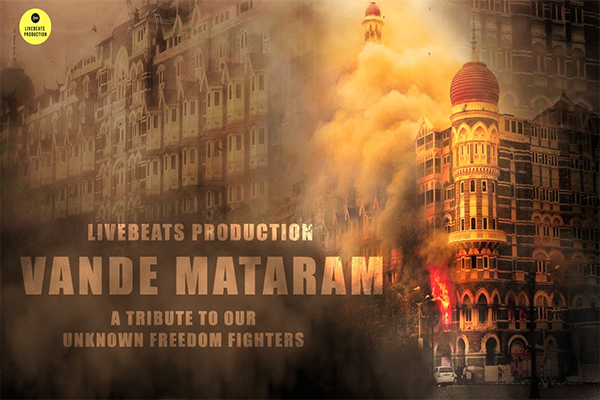 LIVEBEATS
PRODUCTION
LIVEBEATS PRODUCTION
VANDE MATARAM
A TRIBUTE TO OUR
UNKNOWN FREEDOM FIGHTERS